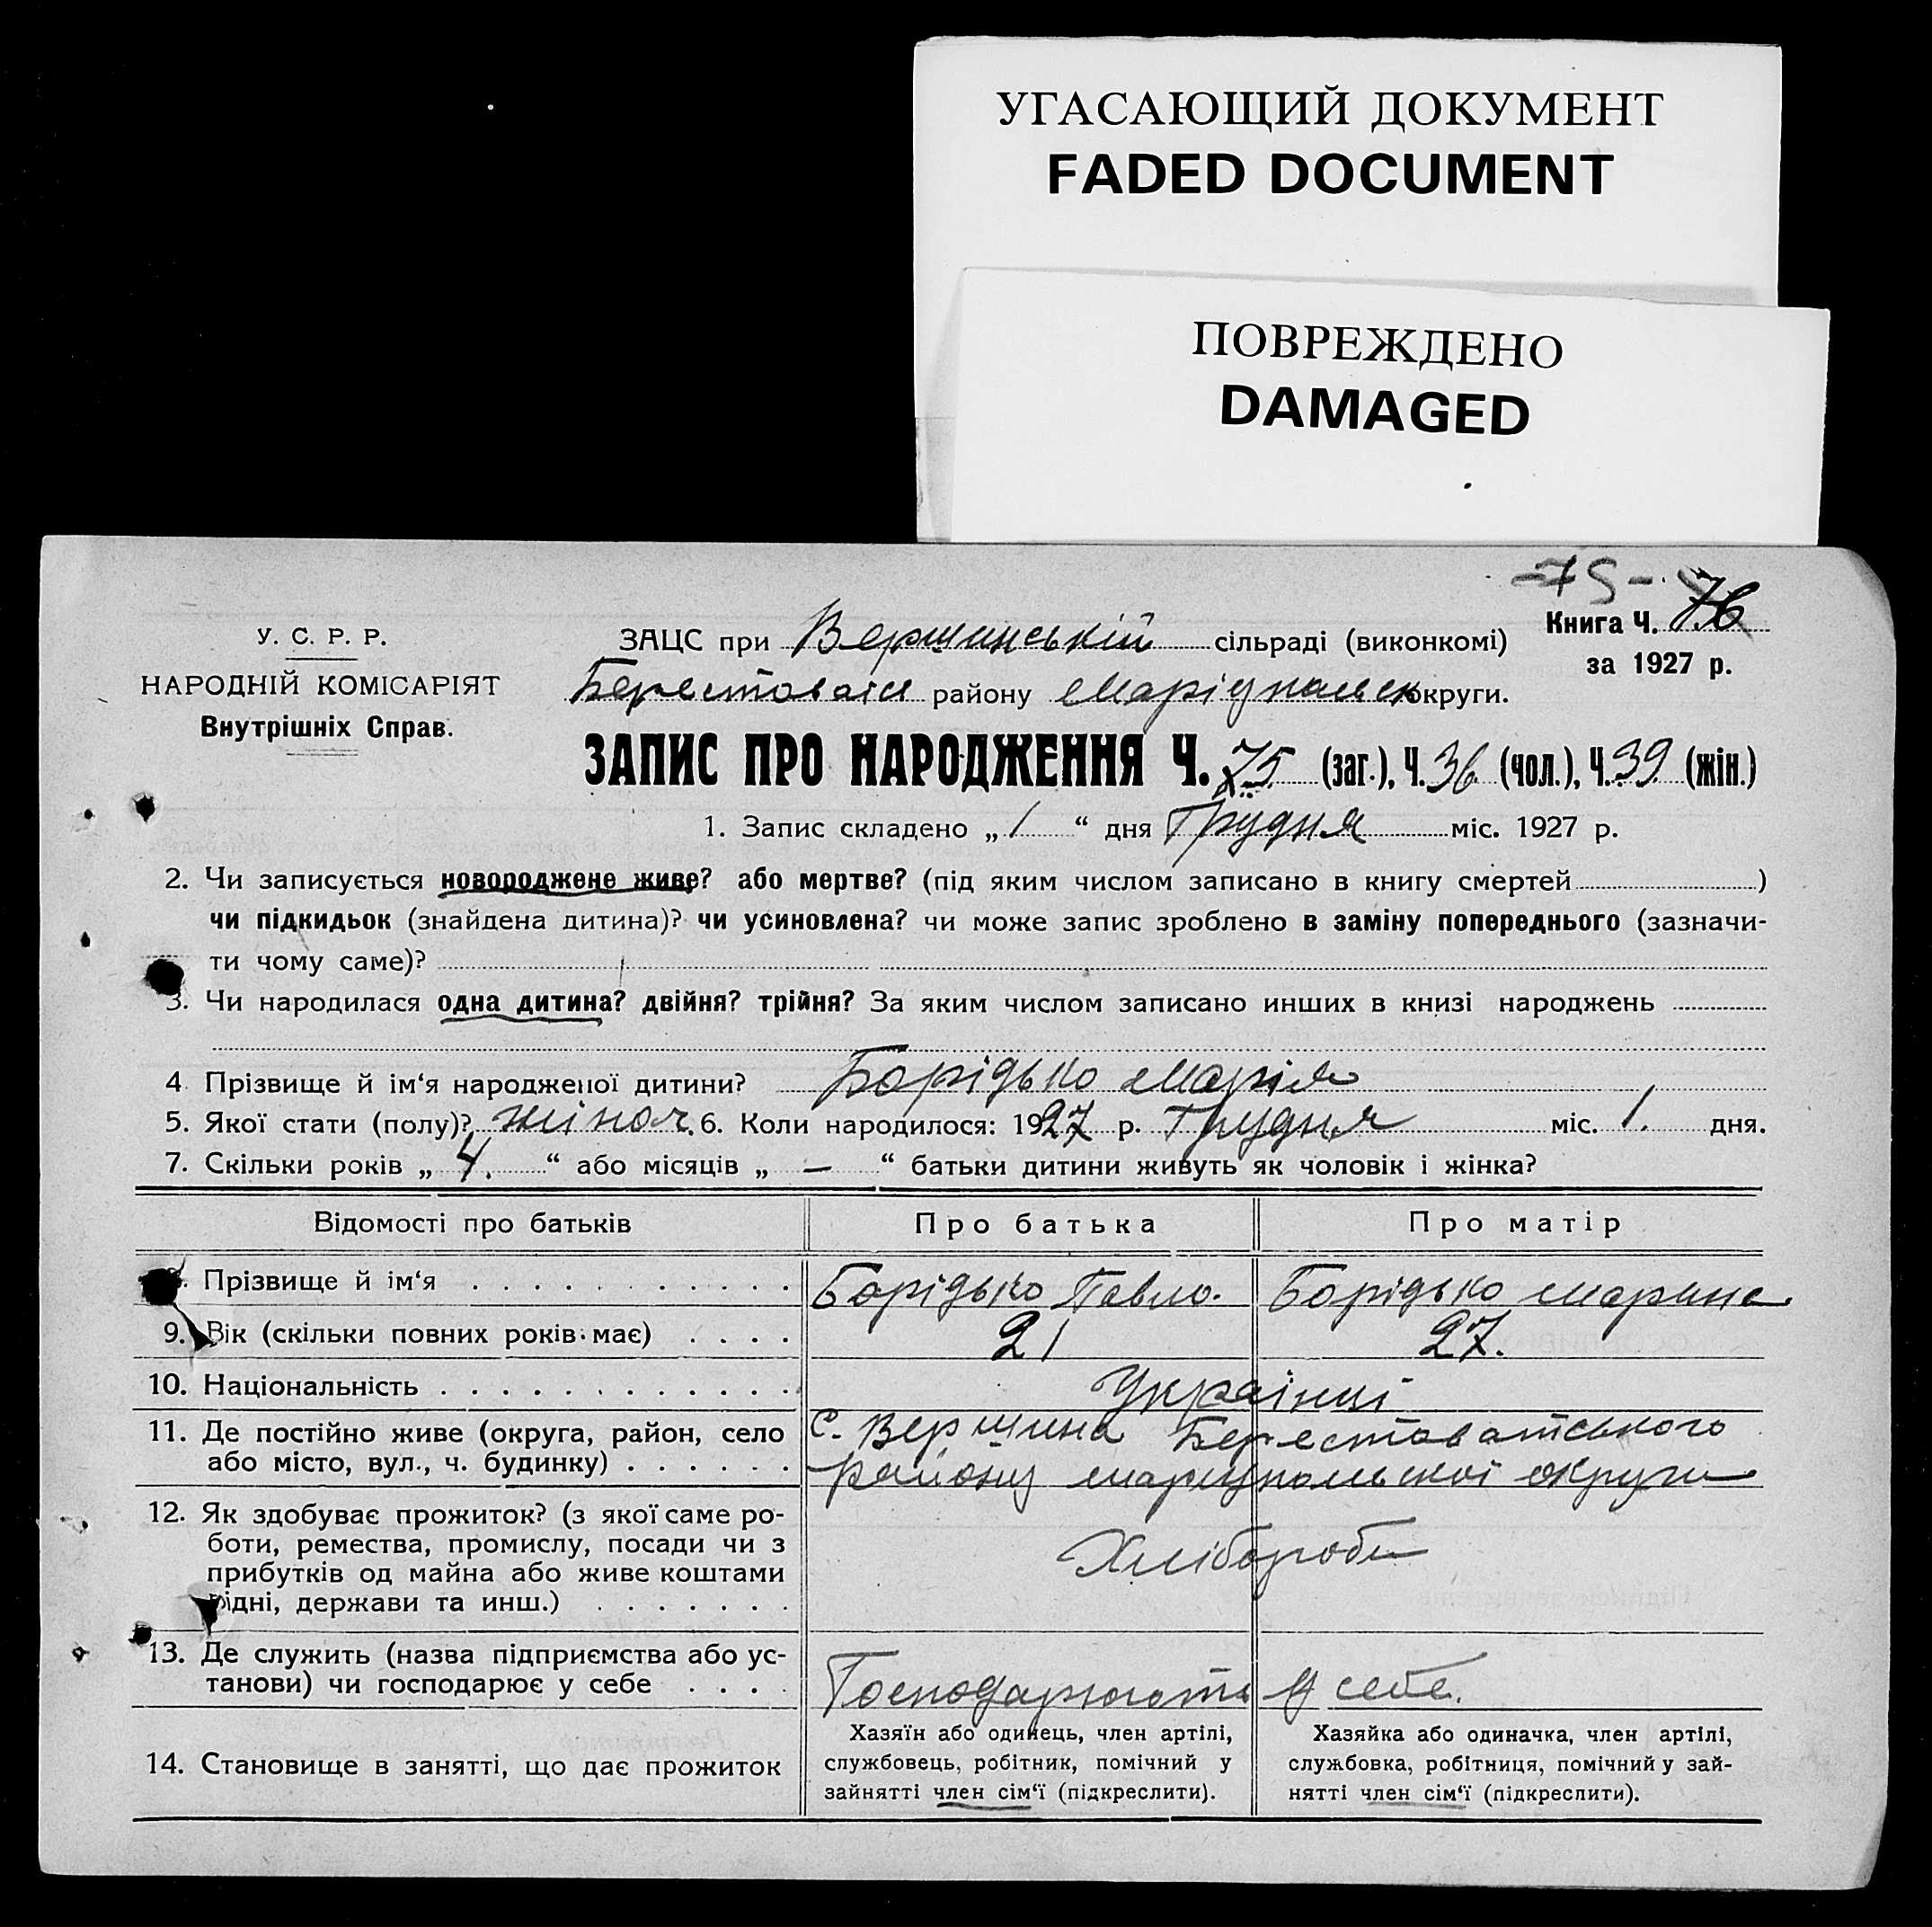 УГАСАЮЩИЙ ДОКУМЕНТ
FADED DOCUMENT
ПОВРЕЖДЕНО
DAMAGED
-75-
У. С. Р. Р.
НАРОДНІЙ КОМІСАРІЯТ
Внутрішніх Справ.
ЗАЦС при Вершинській сільраді (виконкомі)
Книга Ч. 76
за 1927 р.
района Маріупольськ округи.
ЗАПИС ПРО НАРОДЖЕННЯ Ч. 75 (заг.), Ч. 36 (чол.), Ч. 39. (жін.)
1. Запис складено „ 1 “ дня Грудня міс. 1927 р.
2. Чи записується новороджене живе? або мертве? (під яким числом записано в книгу смертей )
чи підкидьок (знайдена дитина)? чи усиновлена? чи може запис зроблено в заміну попереднього (зазначи-
ти чому саме)?
3. Чи народилася одна дитина? двійня? трійня? За яким числом записано инших в книзі народжень
4 Прізвище й ім‘я народженої дитини? Борідько Марія
5. Якої стати (полу)? жіноч. 6. Коли народилося: 1927 р. Грудня міс. 1. дня.
7. Скільки років „ 4. “ або місяців „ — “ батьки дитини живуть як чоловік і жінка?
Відомості про батьків Про батька Про матір
Прізвище й ім‘я . . . . . . . . . . . Борідько Павло. Борідько Марина
9. Вік (скільки повних років має) . . . . 21 27.
10. Національність . . . . . . . . . . . . . Українці
11. Де постійно живе (округа, район, село
або місто, вул., ч. будинку) . . . . . .
с. Вершина Берестоватського
району маріупольської округи
12. Як здобуває прожиток? (з якої саме ро-
боти, ремества, промислу, посади чи з
прибутків од майна або живе коштами
рідні, держави та инш.) . . . . . . .
Хлібороби
13. Де служить (назва підприємства або ус-
танови) чи господарює у себе . . . .
Господарюють у себе.
14. Становище в занятті, що дає прожиток
Хазяїн або одинець, член артілі,
службовець, робітник, помічний у
зайнятті член сім‘ї (підкреслити).
Хазяйка або одиначка, член артілі,
службовка, робітниця, помічний у зай-
нятті член сім‘ї (підкреслити).